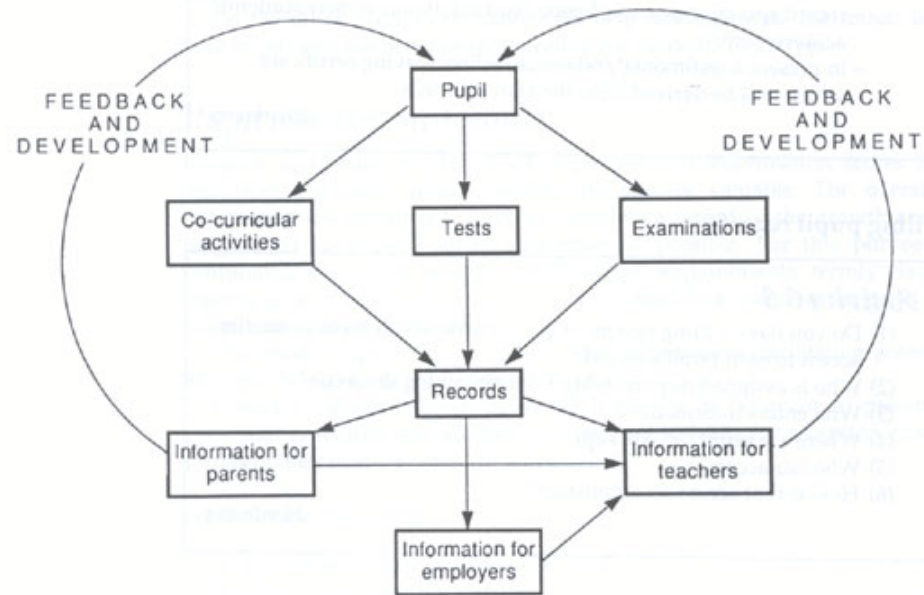 Pupil
FEEDBACK
AND
DEVELOPMENT
FEEDBACK
AND
DEVELOPMENT
Co-curricular
activities
Tests
Examinations
Records
Information for
parents
Information for
teachers
Information for
employers